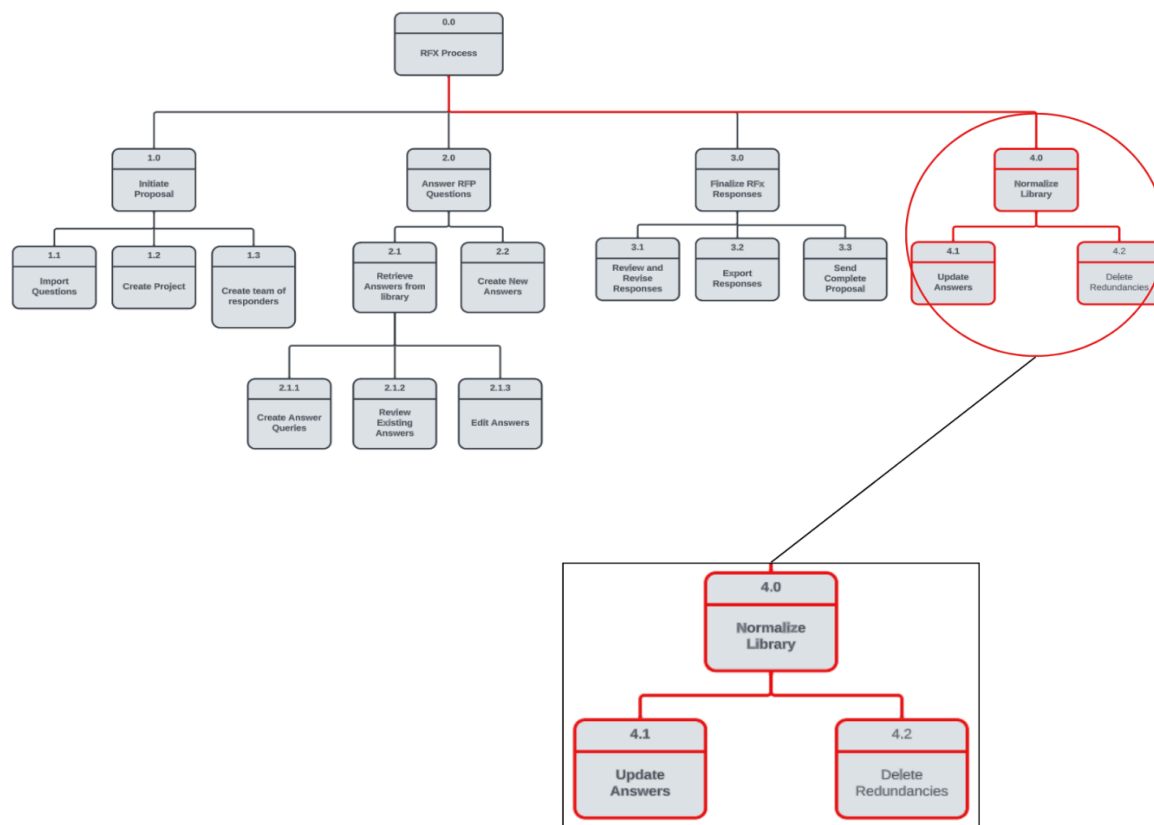 0.0
RFX Process
1.0
Initiate
Proposal
2.0
Answer RFP
Questions
3.0
Finalize RFx
Responses
4.0
Normalize
Library
1.1
Import
Questions
1.2
Create Project
1.3
Create team of
responders
2.1
Retrieve
Answers from
library
2.2
Create New
Answers
3.1
Review and
Revise
Responses
3.2
Export
Responses
3.3
Send
Complete
Proposal
4.1
Update
Answers
4.2
Delete
Redundancies
2.1.1
Create Answer
Queries
2.1.2
Review
Existing
Answers
2.1.3
Edit Answers
4.0
Normalize
Library
4.1
Update
Answers
4.2
Delete
Redundancies